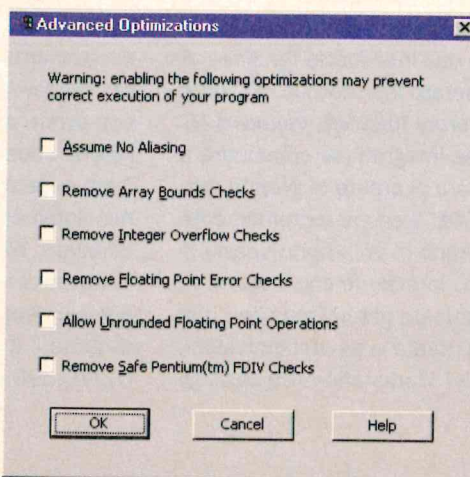 Advanced Optimizations
Warning: enabling the following optimizations may prevent
correct execution of your program
Assume No Aliasing
Remove Array Bounds Checks
Remove Integer Overflow Checks
Remove Floating Point Error Checks
Allow Unrounded Floating Point Operations
Remove Safe Pentium(tm) FDIV Checks
OK Cancel Help